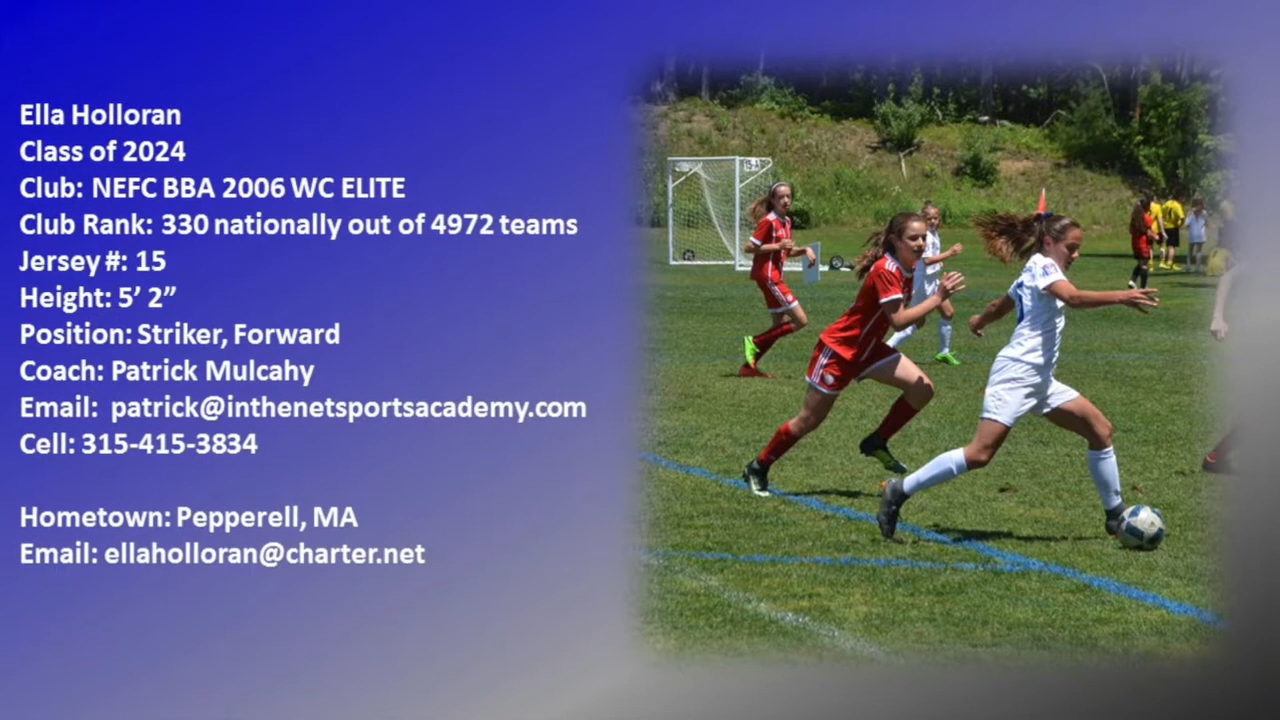 Ella Holloran
Class of 2024
Club: NEFC BBA 2006 WC ELITE
Club Rank: 330 nationally out of 4972 teams
Jersey #: 15
Height: 5’ 2”
Position: Striker, Forward
Coach: Patrick Mulcahy
Email: patrick@inthenetsportsacademy.com
Cell: 315-415-3834
Hometown: Pepperell, MA
Email: ellaholloran@charter.net